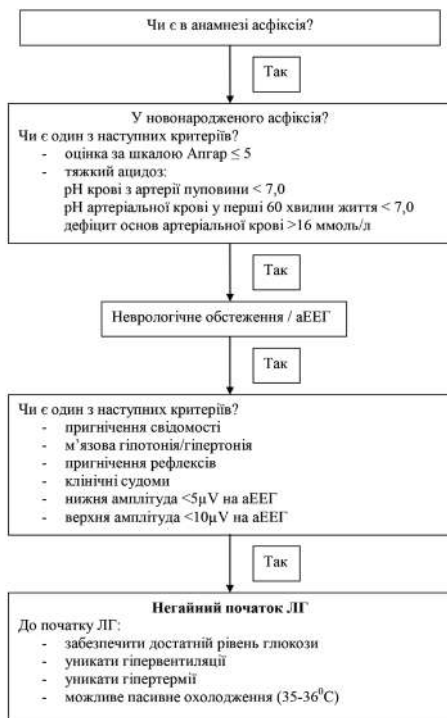 Чи є в анамнезі асфіксія?
Так
У новонародженого асфіксія?
Чи є один з наступних критеріїв?
- оцінка за шкалою Апгар ≤ 5
- тяжкий ацидоз:
рН крові з артерії пуповини < 7,0
рН артеріальної крові у перші 60 хвилин життя < 7,0
дефіцит основ артеріальної крові >16 ммоль/л
Так
Неврологічне обстеження / аЕЕГ
Так
Чи є один з наступних критеріїв?
- пригнічення свідомості
- м’язова гіпотонія/гіпертонія
- пригнічення рефлексів
- клінічні судоми
- нижня амплітуда <5µV на аЕЕГ
- верхня амплітуда <10µV на аЕЕГ
Так
Негайний початок ЛГ
До початку ЛГ:
- забезпечити достатній рівень глюкози
- уникати гіпервентиляції
- уникати гіпертермії
- можливе пасивне охолодження (35-36⁰С)